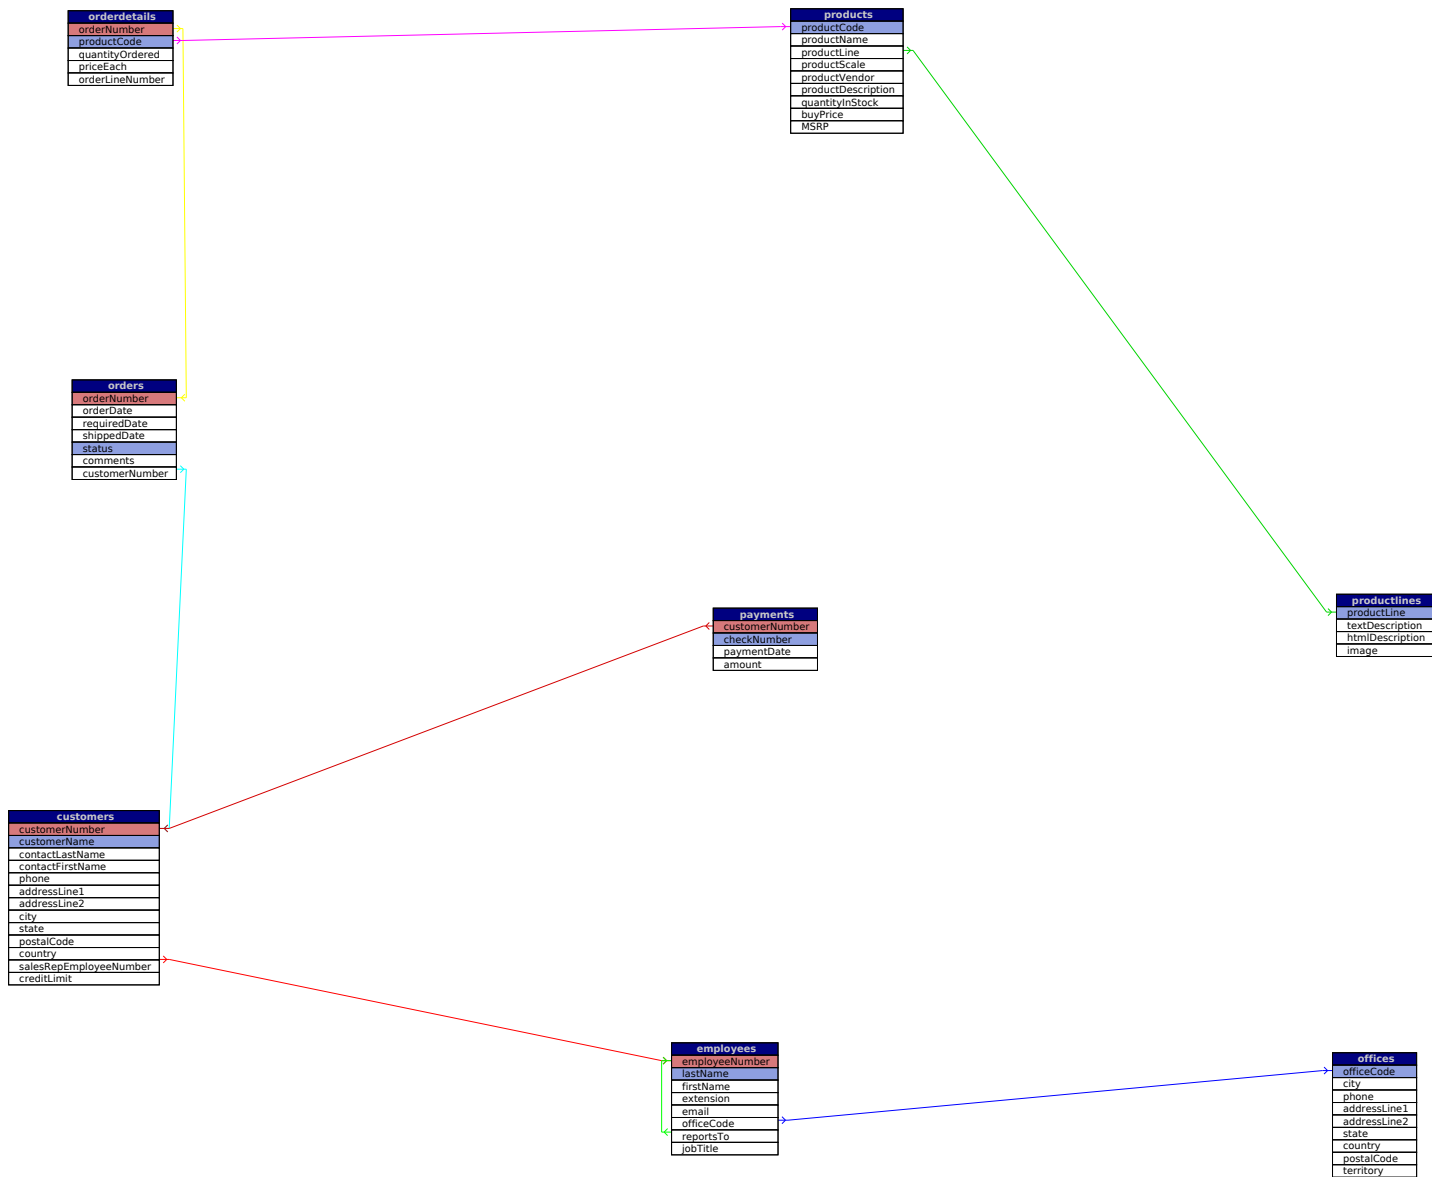 orderdetails
orderNumber
productCode
quantityOrdered
priceEach
orderLineNumber
products
productCode
productName
productLine
productScale
productVendor
productDescription
quantityInStock
buyPrice
MSRP
orders
orderNumber
orderDate
requiredDate
shippedDate
status
comments
customerNumber
payments
customerNumber
checkNumber
paymentDate
amount
productlines
productLine
textDescription
htmlDescription
image
customers
customerNumber
customerName
contactLastName
contactFirstName
phone
addressLine1
addressLine2
city
state
postalCode
country
salesRepEmployeeNumber
creditLimit
employees
employeeNumber
lastName
firstName
extension
email
officeCode
reportsTo
jobTitle
offices
officeCode
city
phone
addressLine1
addressLine2
state
country
postalCode
territory